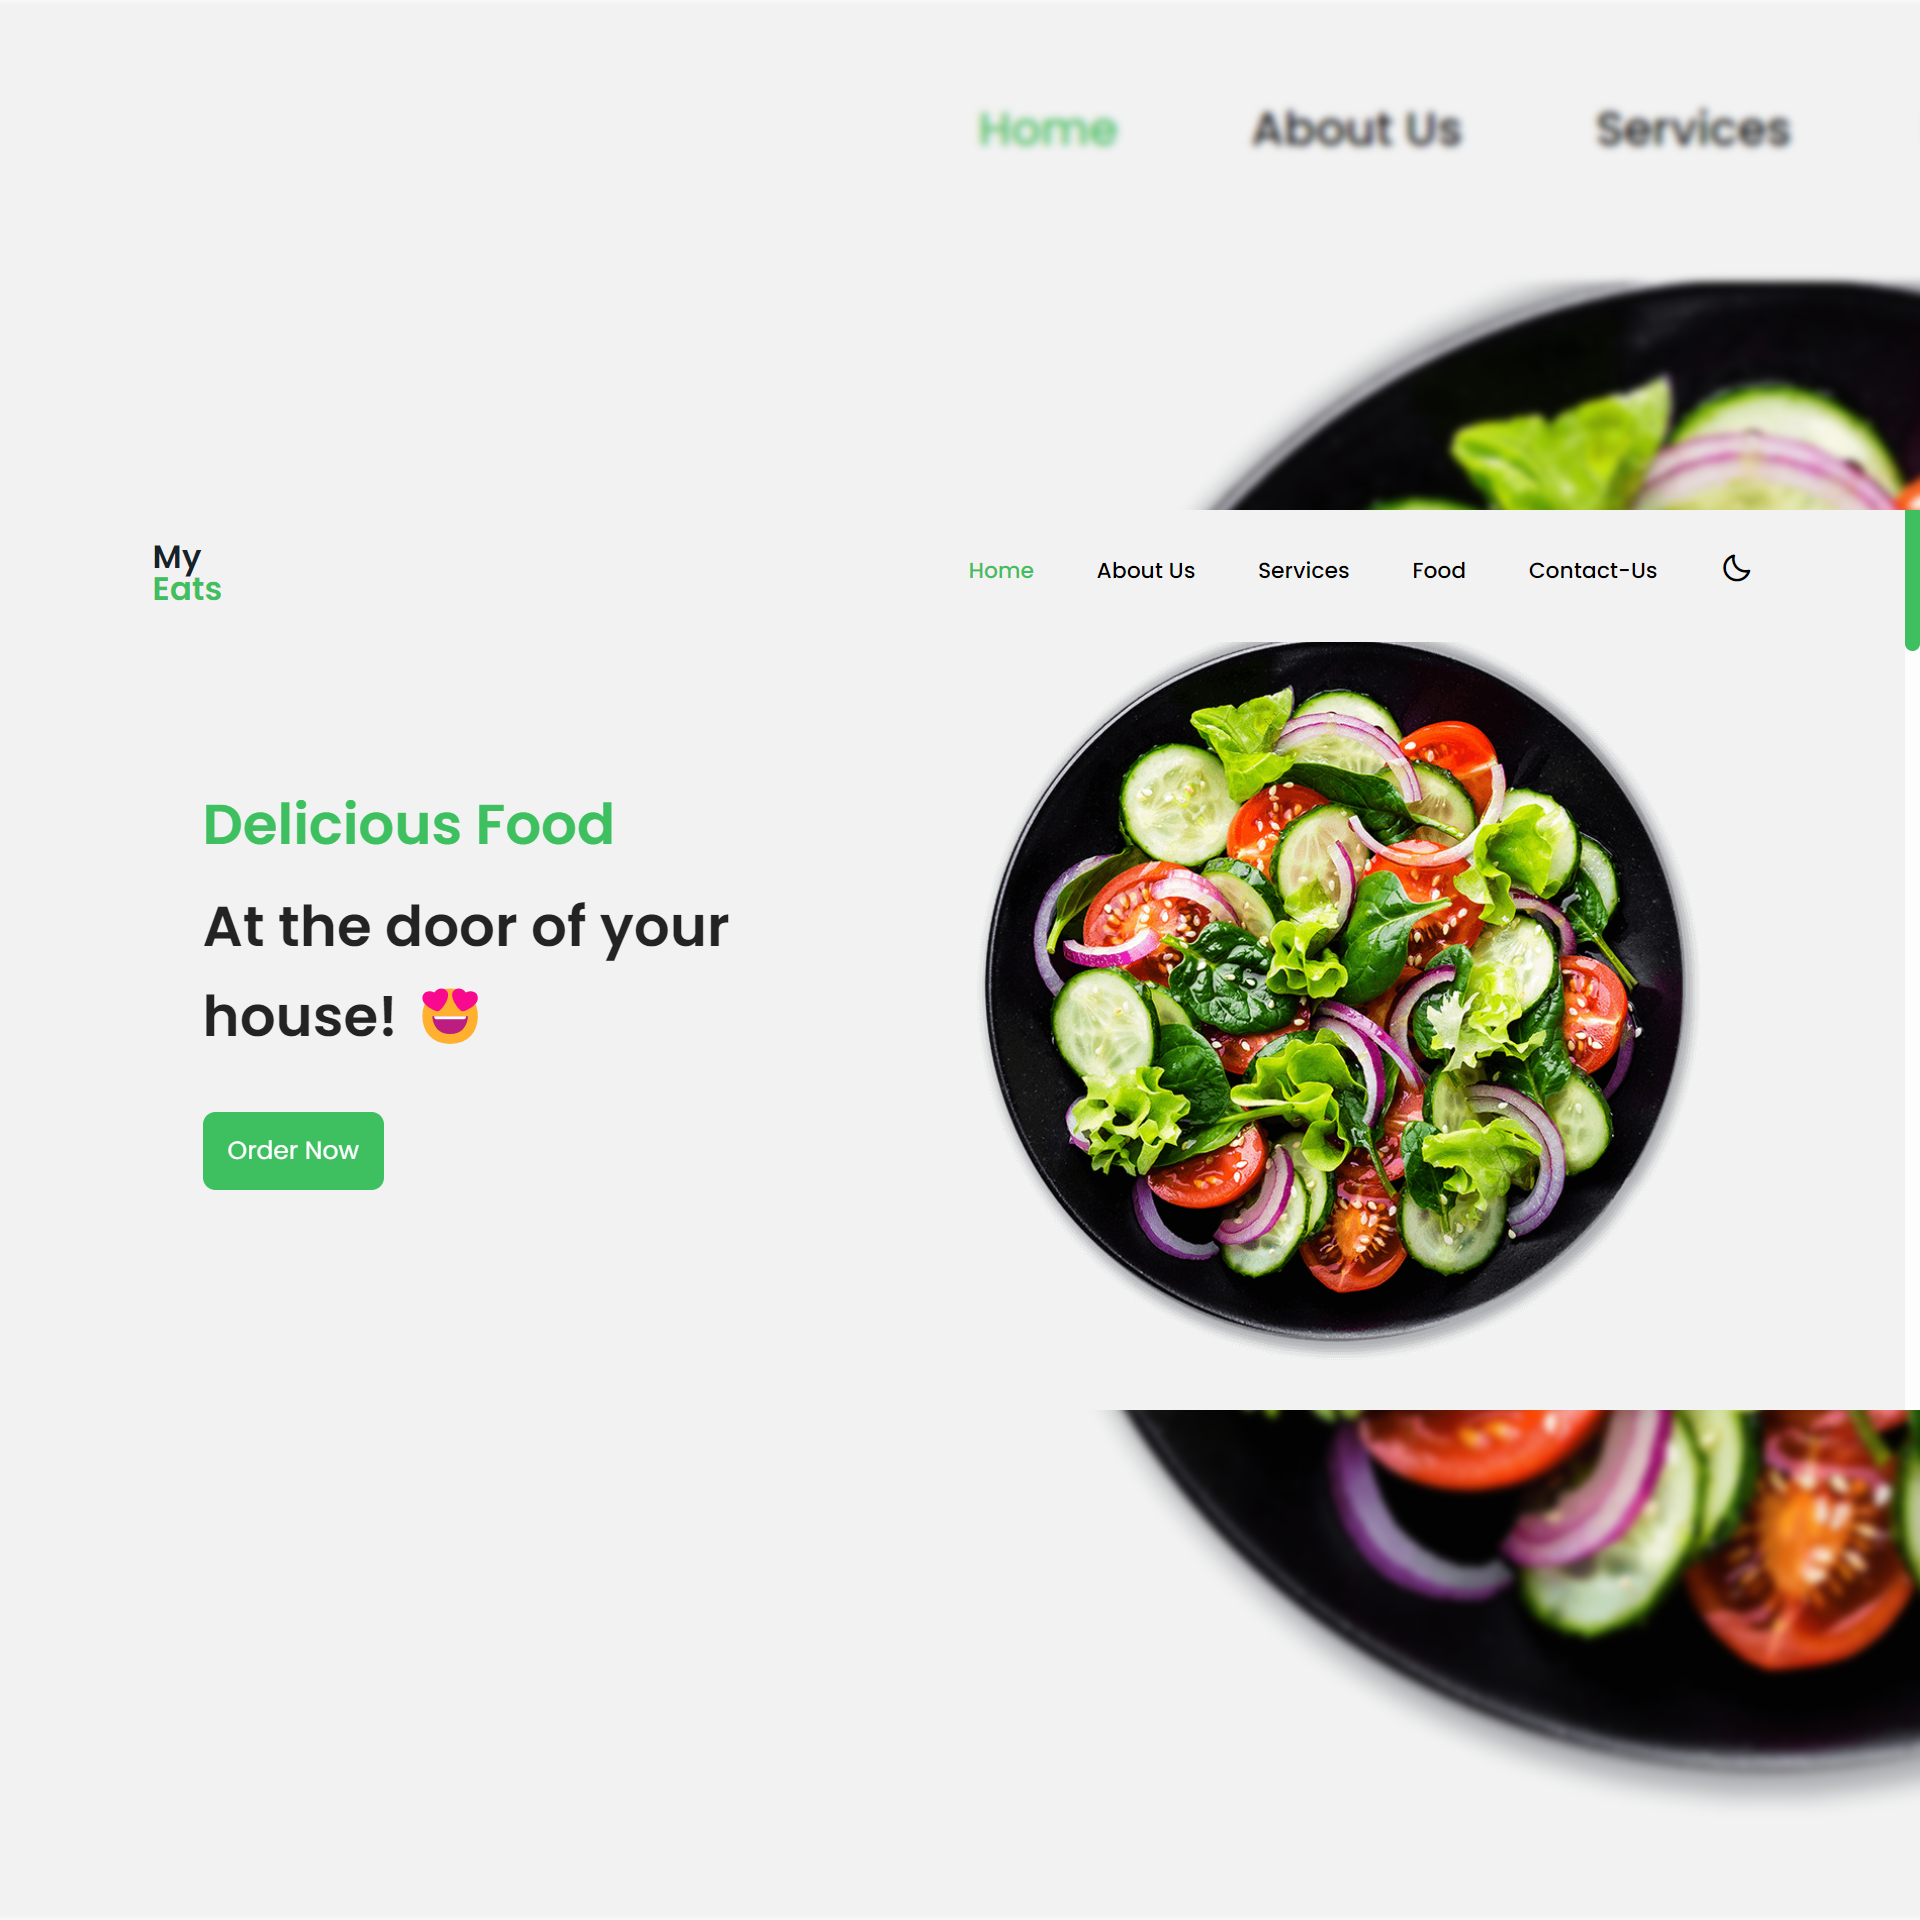 Home About Us Services
My
Eats
Home About Us Services Food Contact-Us
Delicious Food
At the door of your
house! 😍
Order Now